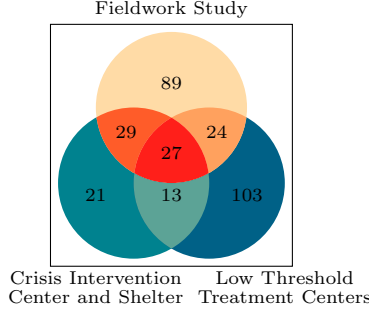 Fieldwork Study
89
29
24
27
21
13
103
Crisis Intervention
Center and Shelter
Low Threshold
Treatment Centers